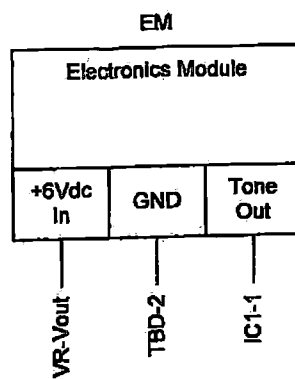 EM
Electronics Module
+6Vdc
In
GND
Tone
Out
VR-Vout
TBD-2
IC1-1